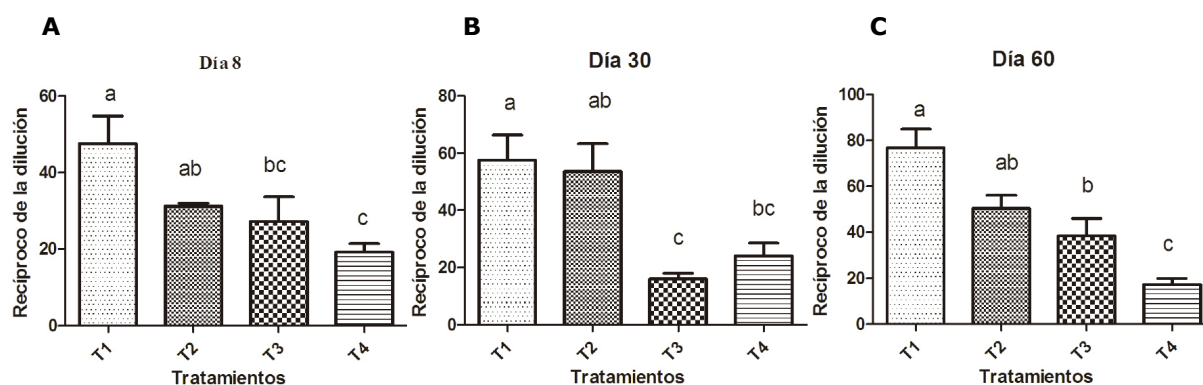 A
Día 8
Recíproco de la dilución
60
40
20
0
a
ab
bc
c
T1
T2
T3
T4
Tratamientos
B
Día 30
Recíproco de la dilución
80
60
40
20
0
a
ab
c
bc
T1
T2
T3
T4
Tratamientos
C
Día 60
Recíproco de la dilución
100
80
60
40
20
0
a
ab
b
c
T1
T2
T3
T4
Tratamientos